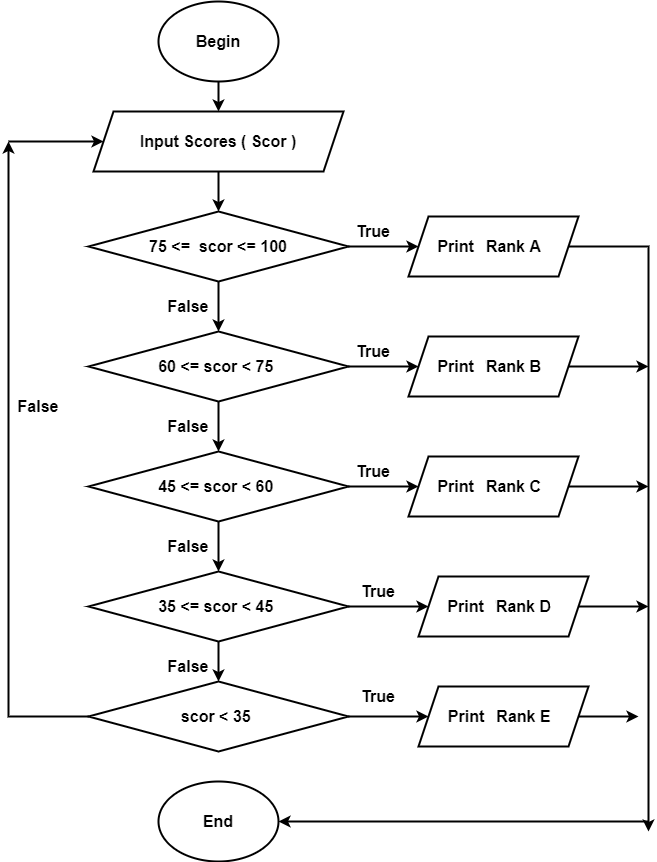 Begin
Input Scores ( Scor )
75 <= scor <= 100
True
Print Rank A
False
60 <= scor < 75
True
Print Rank B
False
False
45 <= scor < 60
True
Print Rank C
False
35 <= scor < 45
True
Print Rank D
False
scor < 35
True
Print Rank E
End